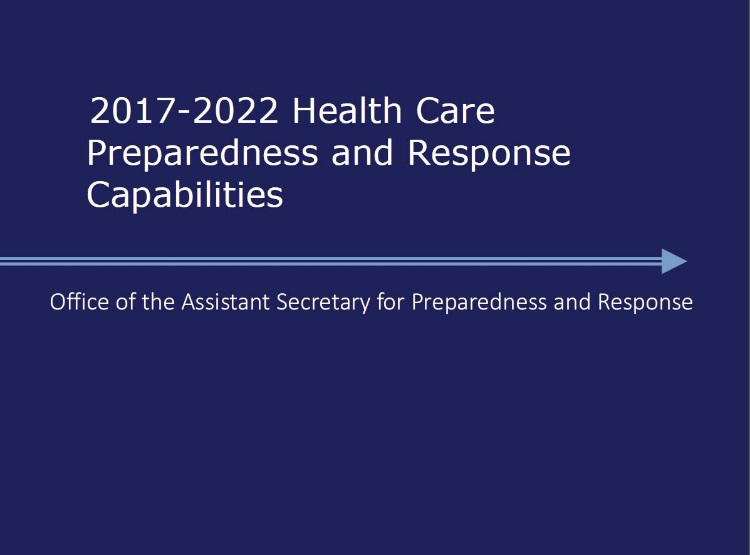 2017-2022 Health Care
Preparedness and Response
Capabilities
Office of the Assistant Secretary for Preparedness and Response